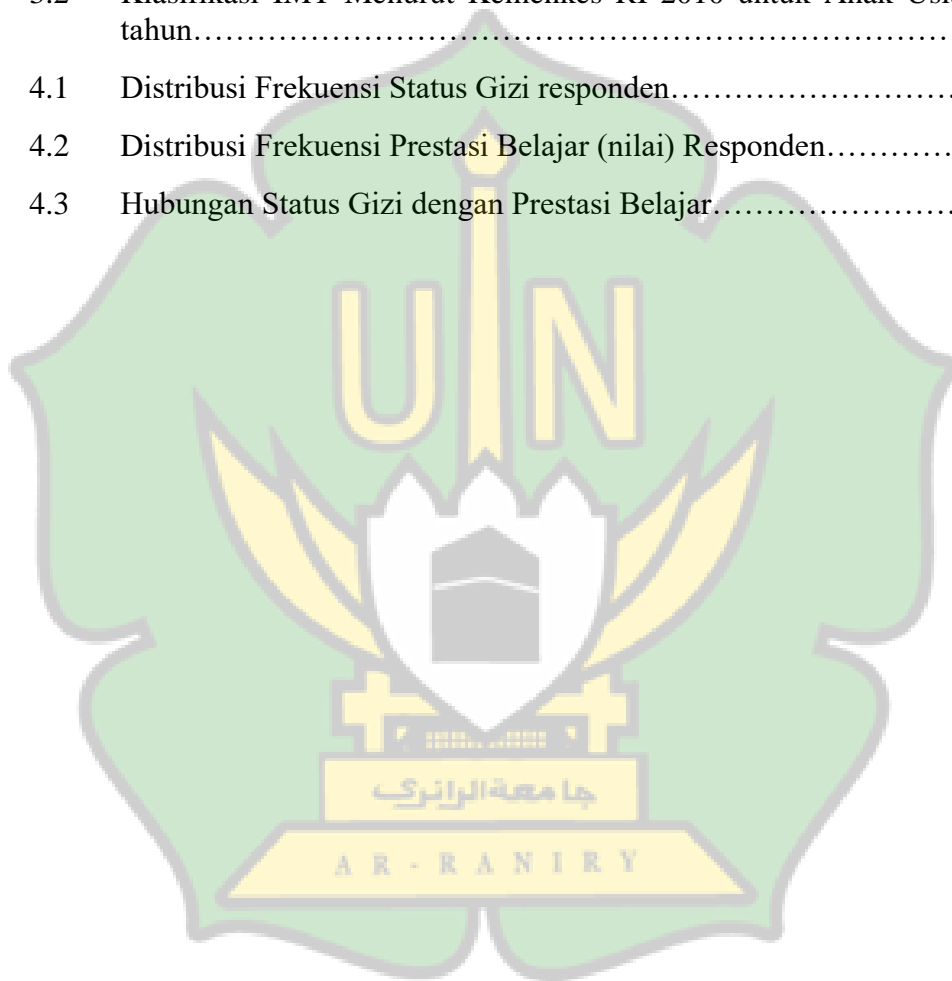 tahun……………………………………………………………
4.1 Distribusi Frekuensi Status Gizi responden………………………
4.2 Distribusi Frekuensi Prestasi Belajar (nilai) Responden…………
4.3 Hubungan Status Gizi dengan Prestasi Belajar……………………
UIN
جامعة الرانري
AR-RANIRY